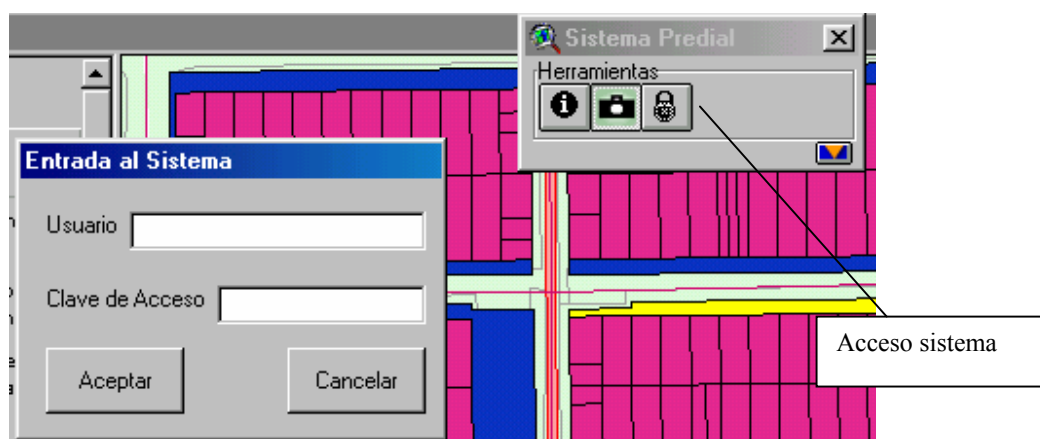 Sistema Predial
Herramientas
Entrada al Sistema
Usuario
Clave de Acceso
Aceptar
Cancelar
Acceso sistema